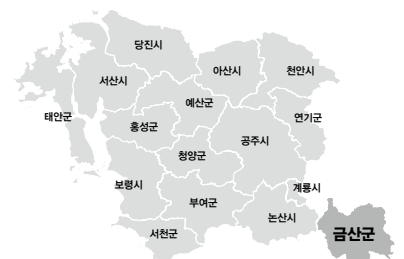 당진시
아산시
천안시
서산시
예산군
태안군
홍성군
연기군
공주시
청양군
보령시
계룡시
부여군
논산시
서천군
금산군